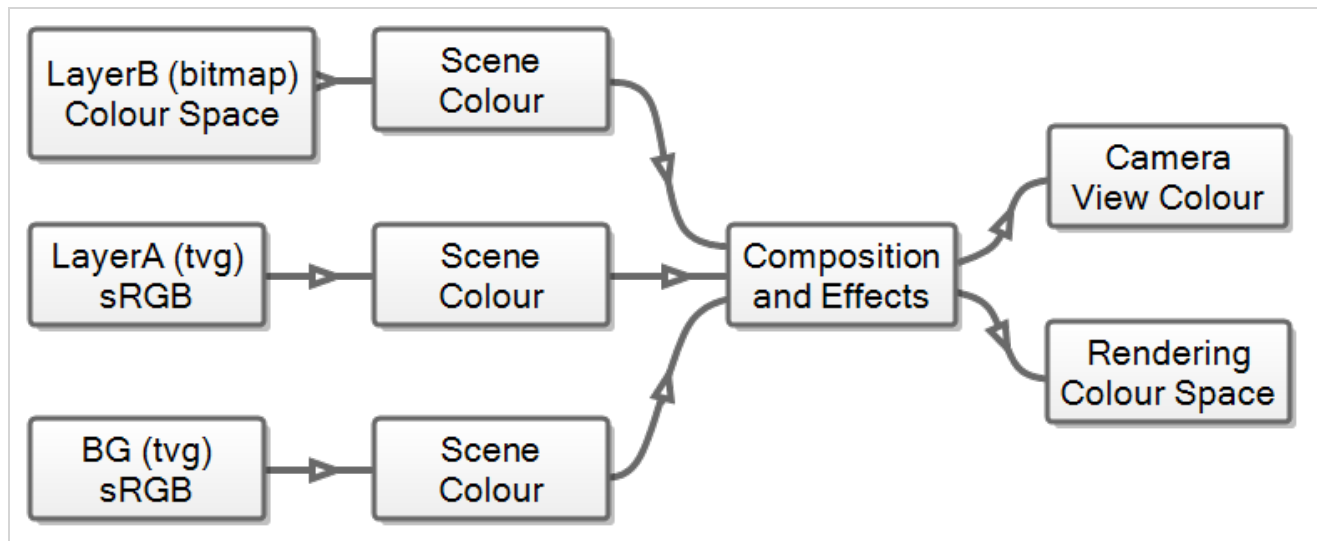 LayerB (bitmap)
Colour Space
Scene
Colour
LayerA (tvg)
sRGB
Scene
Colour
BG (tvg)
sRGB
Scene
Colour
Composition
and Effects
Camera
View Colour
Rendering
Colour Space